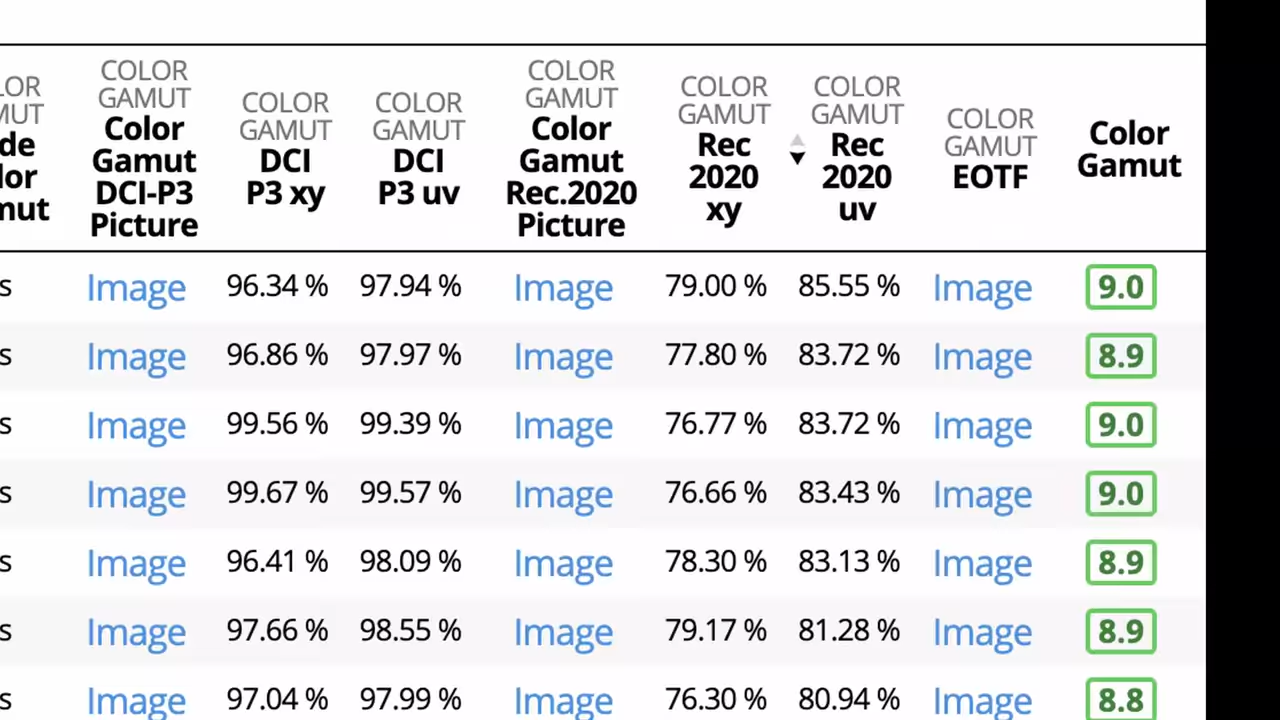 LOR
MUT
de
lor
mut
COLOR
GAMUT
Color
Gamut
DCI-P3
Picture
COLOR
GAMUT
DCI
P3 xy
COLOR
GAMUT
DCI
P3 uv
COLOR
GAMUT
Color
Gamut
Rec.2020
Picture
COLOR
GAMUT
Rec
2020
xy
COLOR
GAMUT
Rec
2020
uv
COLOR
GAMUT
EOTF
Color
Gamut
s Image 96.34 % 97.94 % Image 79.00 % 85.55 % Image 9.0
s Image 96.86 % 97.97 % Image 77.80 % 83.72 % Image 8.9
s Image 99.56 % 99.39 % Image 76.77 % 83.72 % Image 9.0
s Image 99.67 % 99.57 % Image 76.66 % 83.43 % Image 9.0
s Image 96.41 % 98.09 % Image 78.30 % 83.13 % Image 8.9
s Image 97.66 % 98.55 % Image 79.17 % 81.28 % Image 8.9
s Image 97.04 % 97.99 % Image 76.30 % 80.94 % Image 8.8